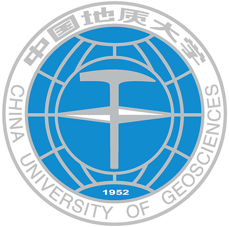 中国地质大学
CHINA UNIVERSITY OF GEOSCIENCES
1952